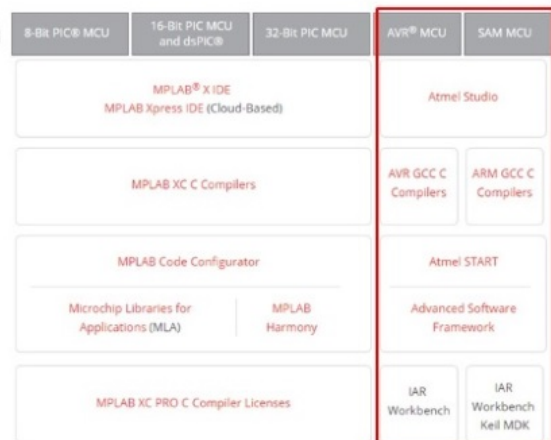 8-Bit PIC® MCU
16-Bit PIC MCU
and dsPIC®
32-Bit PIC MCU
AVR® MCU
SAM MCU
MPLAB® X IDE
MPLAB Xpress IDE (Cloud-Based)
Atmel Studio
MPLAB XC C Compilers
AVR GCC C
Compilers
ARM GCC C
Compilers
MPLAB Code Configurator
Atmel START
Microchip Libraries for
Applications (MLA)
MPLAB
Harmony
Advanced Software
Framework
MPLAB XC PRO C Compiler Licenses
IAR
Workbench
IAR
Workbench
Keil MDK